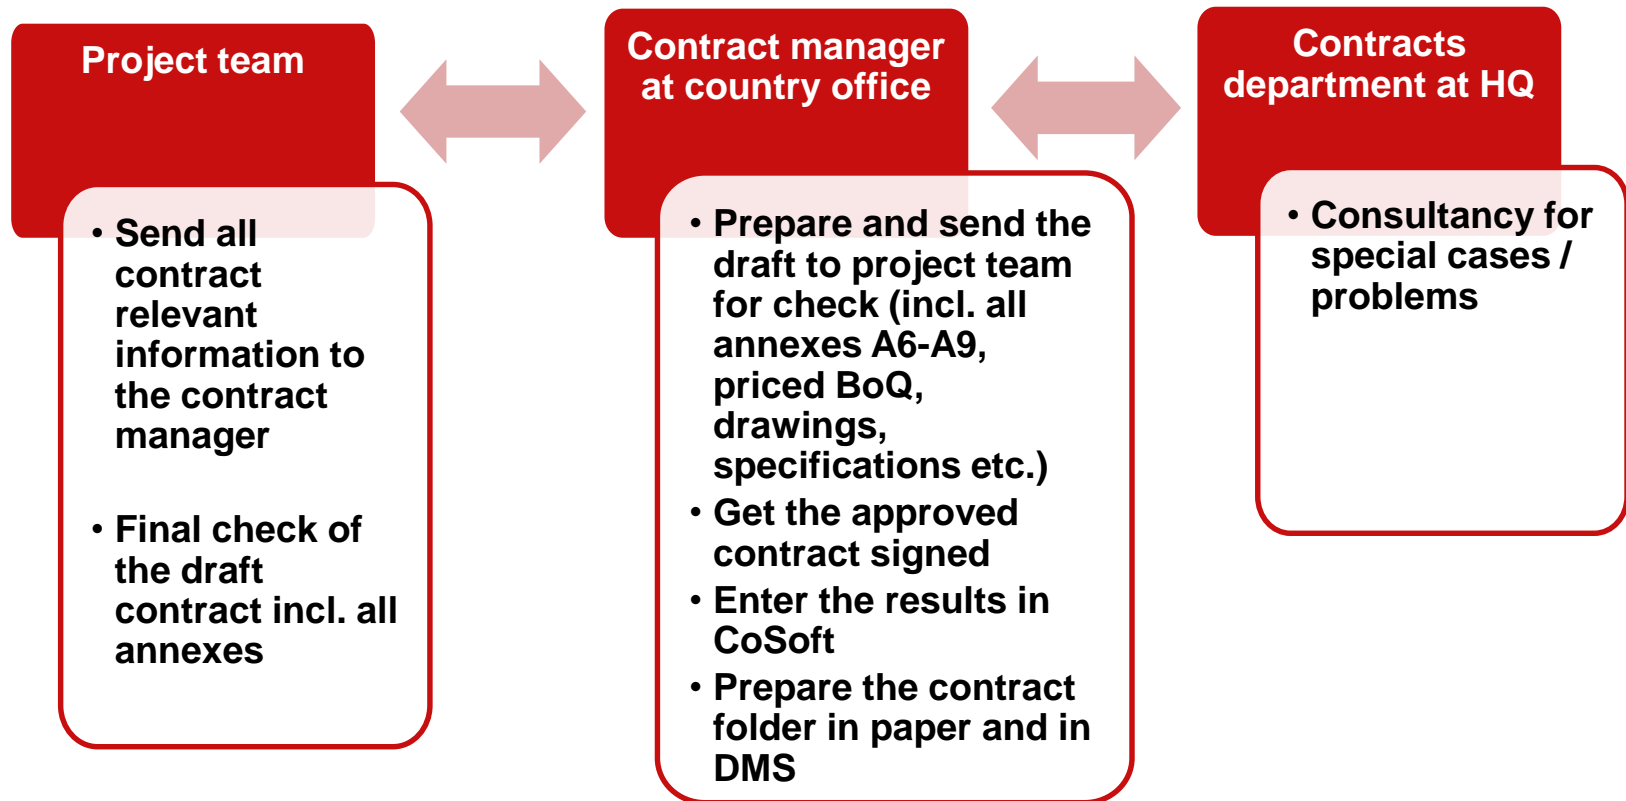 Project team
• Send all
contract
relevant
information to
the contract
manager
• Final check of
the draft
contract incl. all
annexes
Contract manager
at country office
• Prepare and send the
draft to project team
for check (incl. all
annexes A6-A9,
priced BoQ,
drawings,
specifications etc.)
• Get the approved
contract signed
• Enter the results in
CoSoft
• Prepare the contract
folder in paper and in
DMS
Contracts
department at HQ
• Consultancy for
special cases /
problems